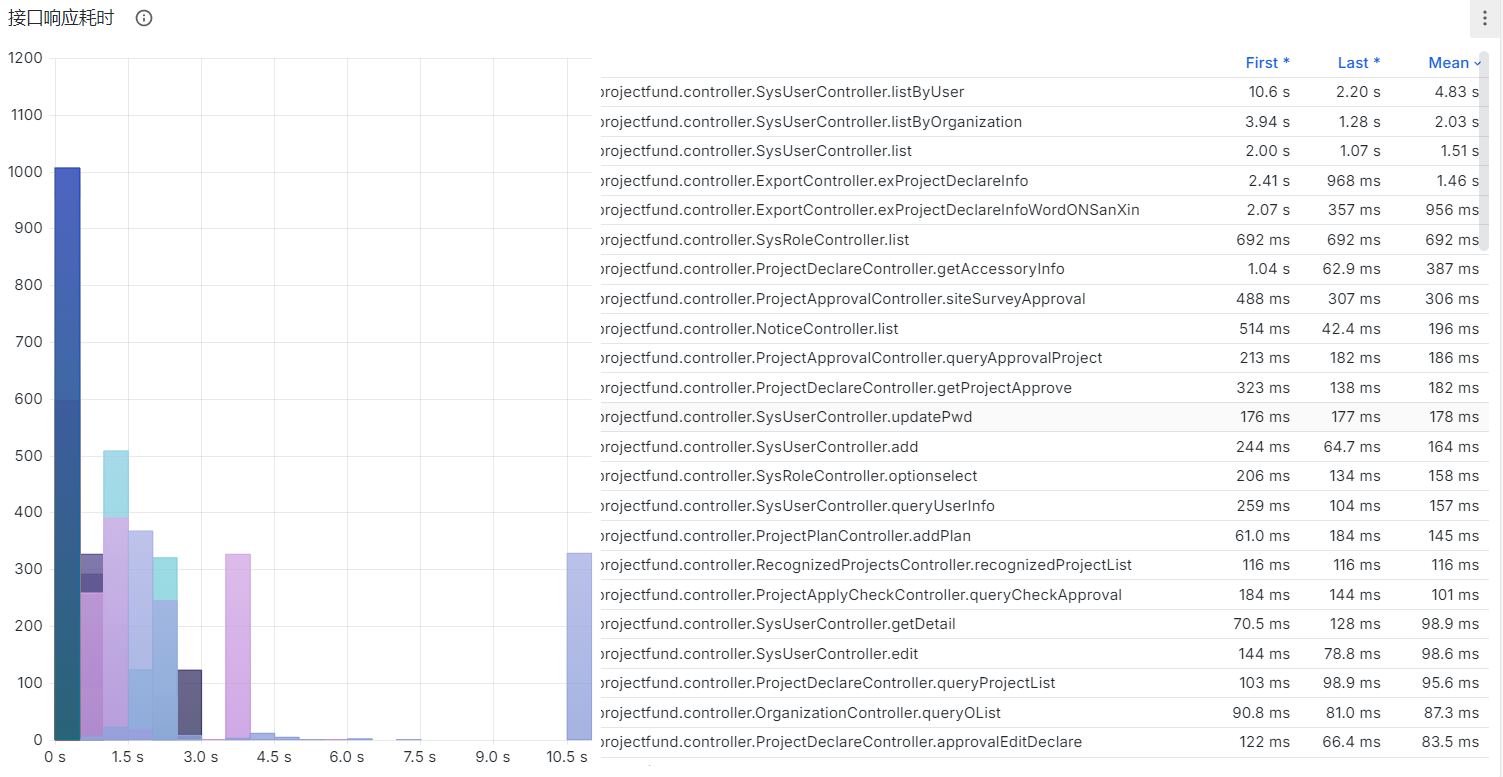 接口响应耗时
1200
1100
1000
900
800
700
600
500
400
300
200
100
0
0 s 1.5 s 3.0 s 4.5 s 6.0 s 7.5 s 9.0 s 10.5 s
First * Last * Mean
projectfund.controller.SysUserController.listByUser 10.6 s 2.20 s 4.83 s
projectfund.controller.SysUserController.listByOrganization 3.94 s 1.28 s 2.03 s
projectfund.controller.SysUserController.list 2.00 s 1.07 s 1.51 s
projectfund.controller.ExportController.exProjectDeclareInfo 2.41 s 968 ms 1.46 s
projectfund.controller.ExportController.exProjectDeclareInfoWordONSanXin 2.07 s 357 ms 956 ms
projectfund.controller.SysRoleController.list 692 ms 692 ms 692 ms
projectfund.controller.ProjectDeclareController.getAccessoryInfo 1.04 s 62.9 ms 387 ms
projectfund.controller.ProjectApprovalController.siteSurveyApproval 488 ms 307 ms 306 ms
projectfund.controller.NoticeController.list 514 ms 42.4 ms 196 ms
projectfund.controller.ProjectApprovalController.queryApprovalProject 213 ms 182 ms 186 ms
projectfund.controller.ProjectDeclareController.getProjectApprove 323 ms 138 ms 182 ms
projectfund.controller.SysUserController.updatePwd 176 ms 177 ms 178 ms
projectfund.controller.SysUserController.add 244 ms 64.7 ms 164 ms
projectfund.controller.SysRoleController.optionselect 206 ms 134 ms 158 ms
projectfund.controller.SysUserController.queryUserInfo 259 ms 104 ms 157 ms
projectfund.controller.ProjectPlanController.addPlan 61.0 ms 184 ms 145 ms
projectfund.controller.RecognizedProjectsController.recognizedProjectList 116 ms 116 ms 116 ms
projectfund.controller.ProjectApplyCheckController.queryCheckApproval 184 ms 144 ms 101 ms
projectfund.controller.SysUserController.getDetail 70.5 ms 128 ms 98.9 ms
projectfund.controller.SysUserController.edit 144 ms 78.8 ms 98.6 ms
projectfund.controller.ProjectDeclareController.queryProjectList 103 ms 98.9 ms 95.6 ms
projectfund.controller.OrganizationController.queryOList 90.8 ms 81.0 ms 87.3 ms
projectfund.controller.ProjectDeclareController.approvalEditDeclare 122 ms 66.4 ms 83.5 ms